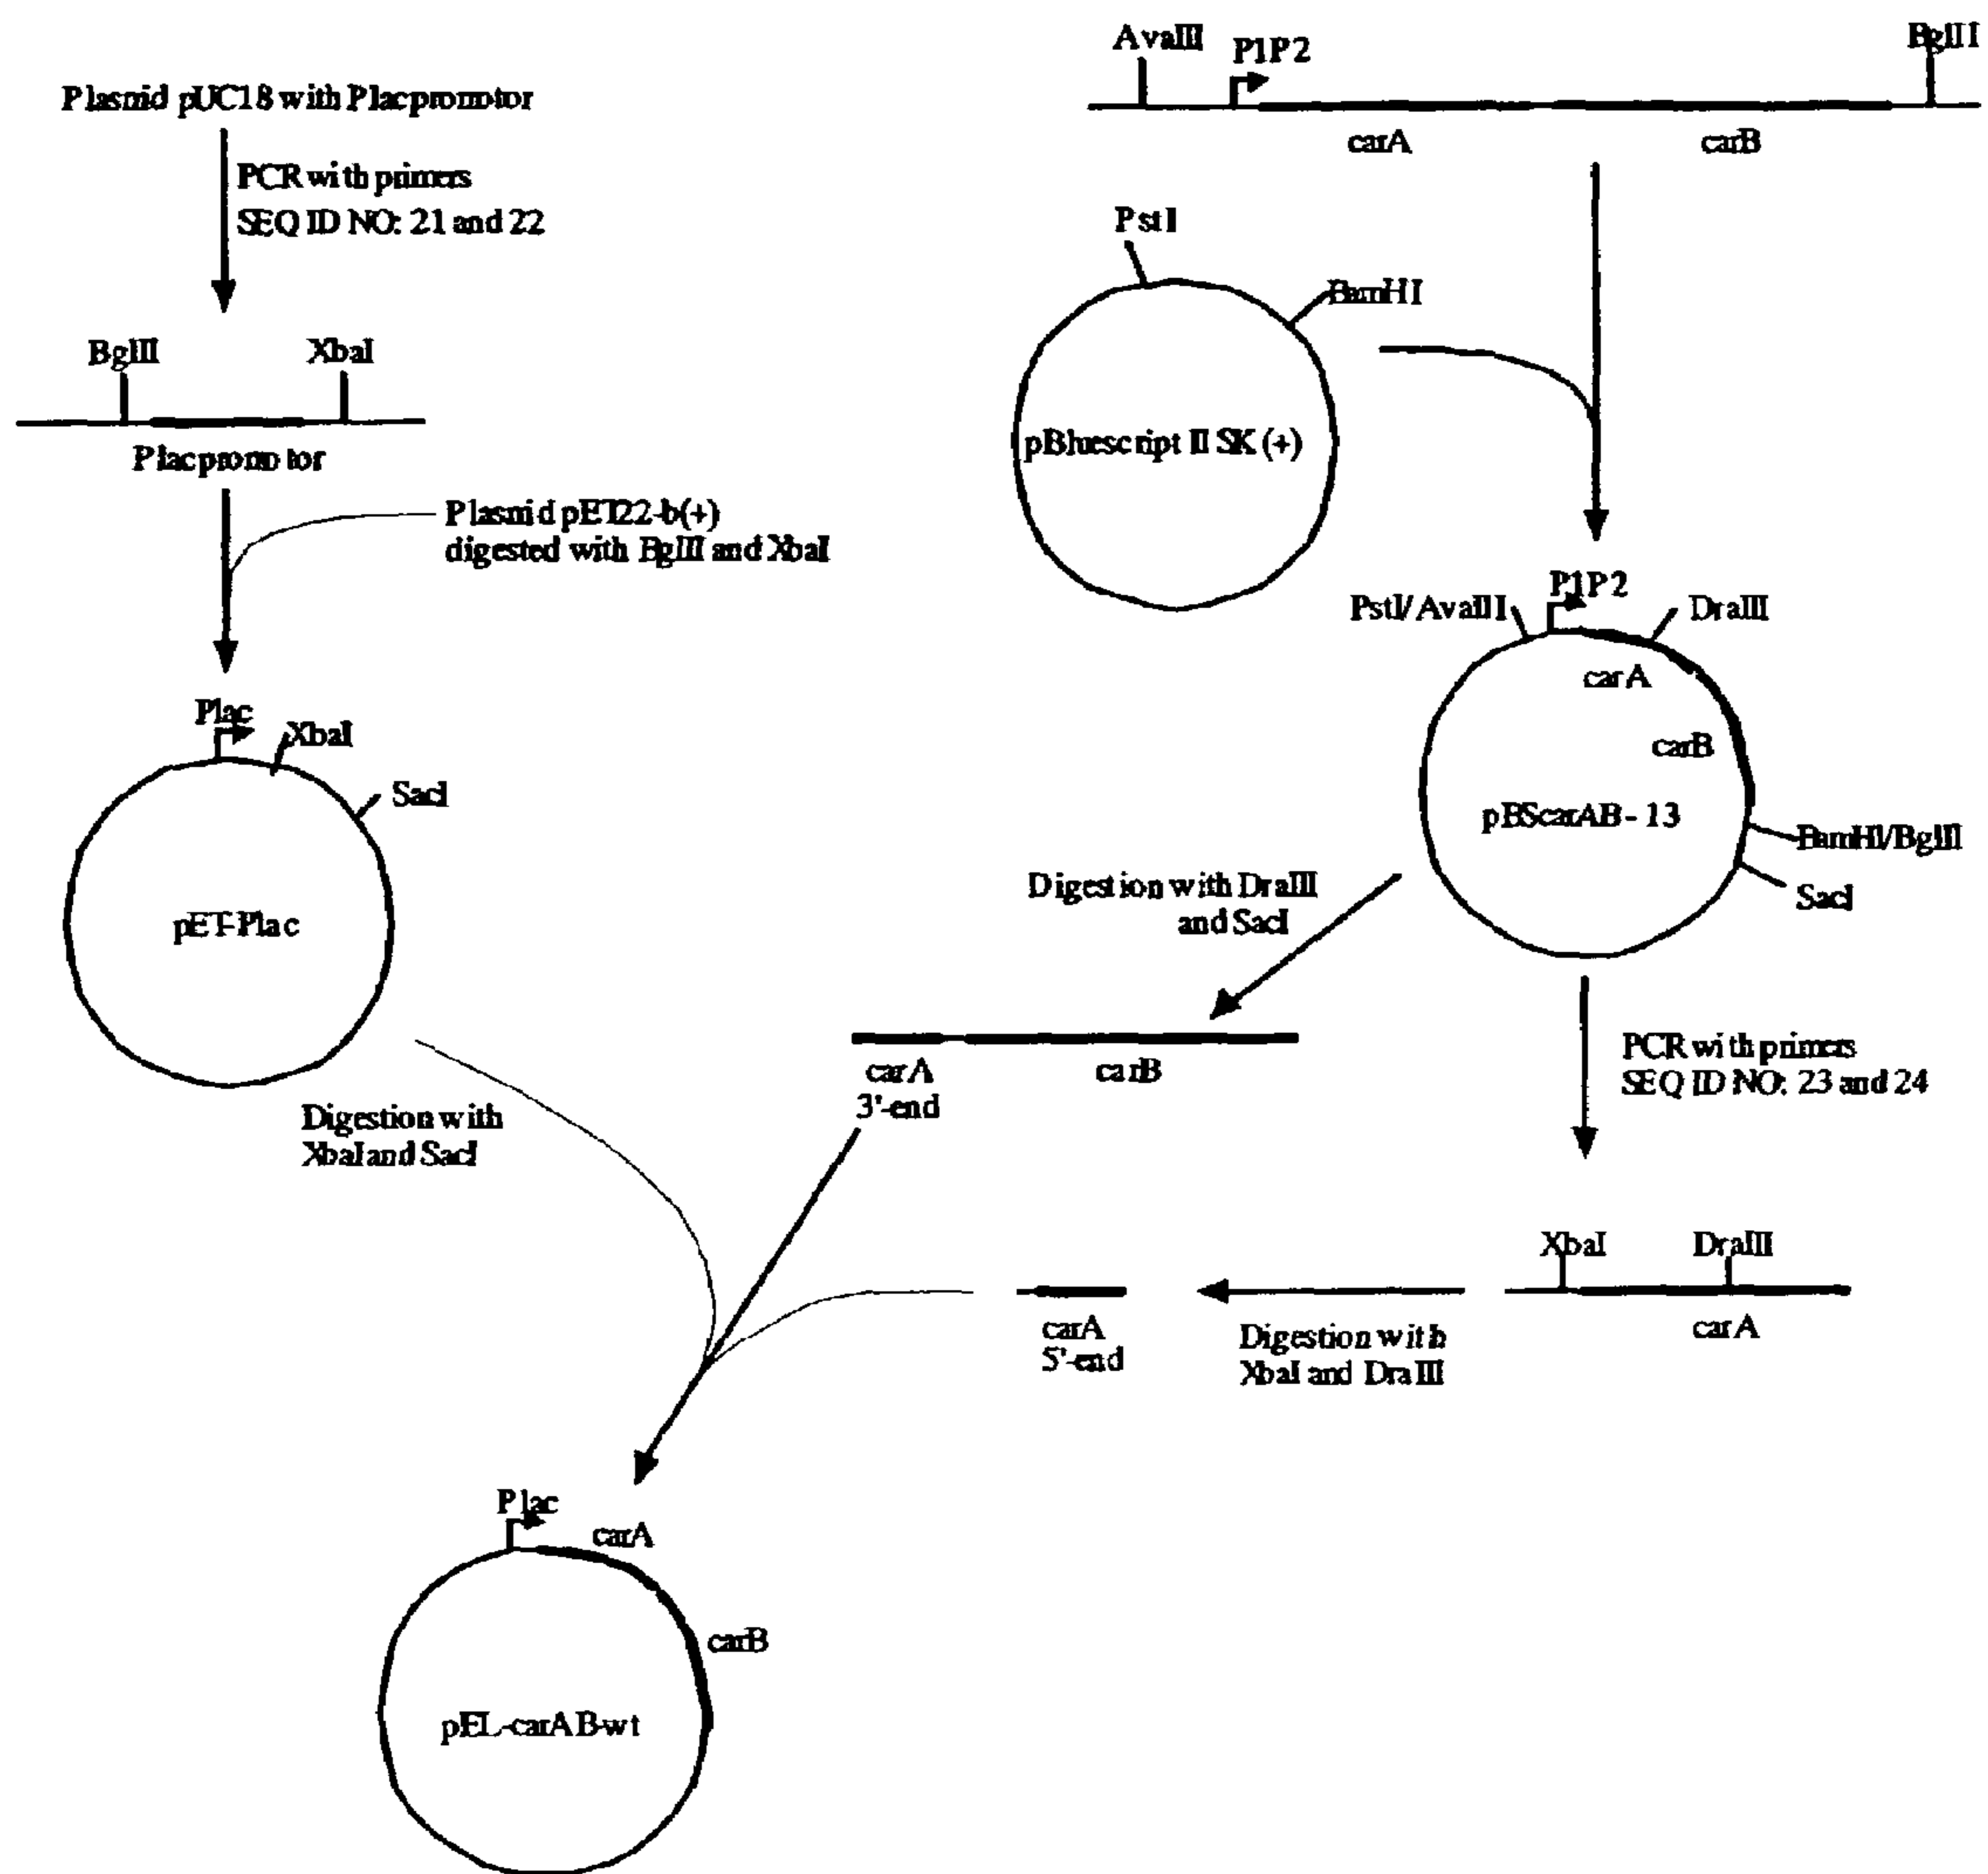 Plasmid pUC18 with Plac promotor
PCR with primers
SEQ ID NO: 21 and 22
BglII
XbaI
Plac promotor
Plasmid pET22-b(+)
digested with BglII and XbaI
Plac
XbaI
SacI
pET-Plac
Digestion with
XbaI and SacI
AvaIII
P1P2
BglII
carA
carB
PstI
BamHI
pBluescript II SK (+)
P1P2
PstI/AvaIII
DraIII
carA
carB
pBScarAB-13
BamHI/BglII
SacI
Digestion with DraIII
and SacI
carA
3'-end
carB
PCR with primers
SEQ ID NO: 23 and 24
XbaI
DraIII
carA
Digestion with
XbaI and DraIII
carA
5'-end
Plac
carA
carB
pEL-carAB-wt